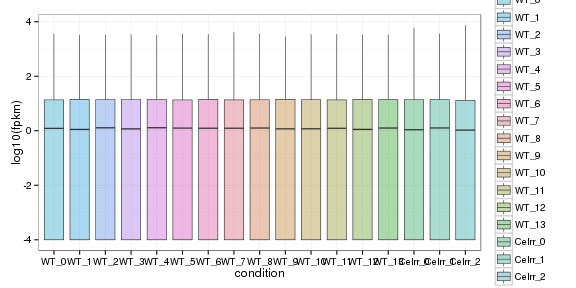 4
2
0
-2
-4
log10(fpkm)
WT_0 WT_1 WT_2 WT_3 WT_4 WT_5 WT_6 WT_7 WT_8 WT_9 WT_10 WT_11 WT_12 WT_13 Celrr_0 Celrr_1 Celrr_2
condition
WT_1
WT_2
WT_3
WT_4
WT_5
WT_6
WT_7
WT_8
WT_9
WT_10
WT_11
WT_12
WT_13
Celrr_0
Celrr_1
Celrr_2